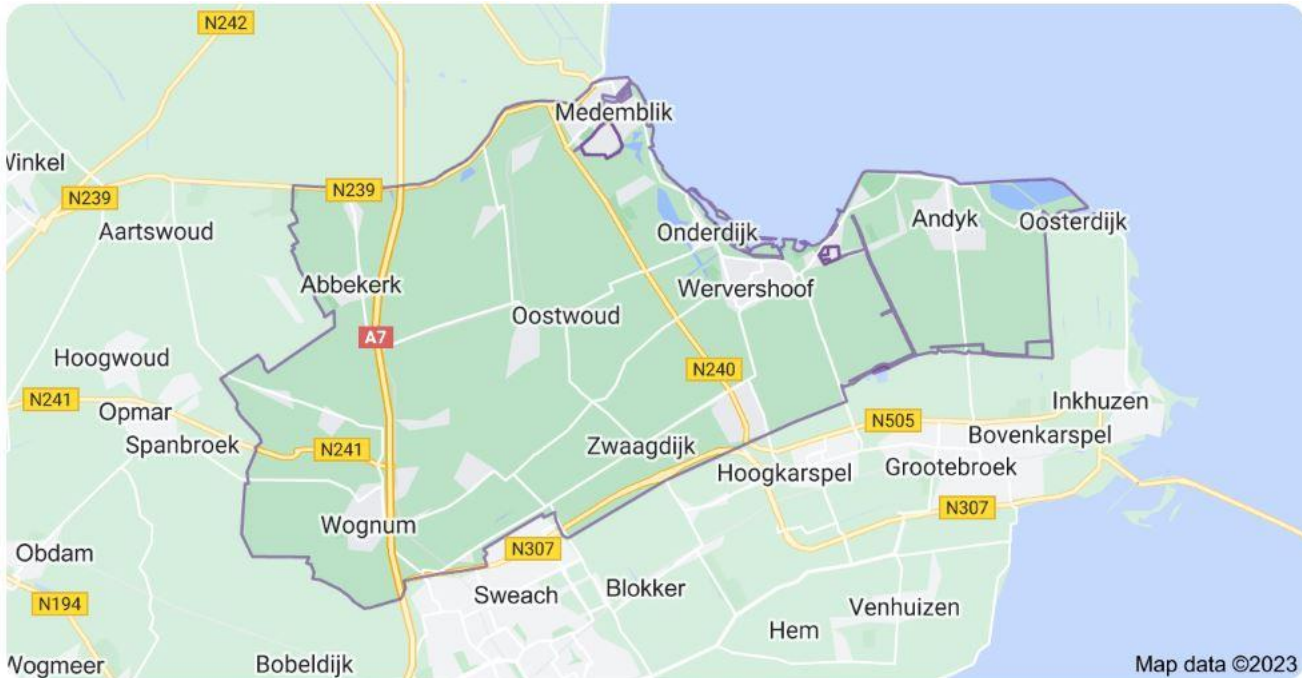 N242
Medemblik
Winkel
N239
N239
Andyk
Oosterdijk
Aartswoud
Onderdijk
Abbekerk
Wervershoof
Oostwoud
A7
Hoogwoud
N240
N241
Inkhuzen
Opmar
N505
Spanbroek
N241
Zwaagdijk
Bovenkarspel
Hoogkarspel
Grootebroek
N307
Wognum
Obdam
N307
Sweach
Blokker
N194
Venhuizen
Hem
Wogmeer
Bobeldijk
Map data ©2023